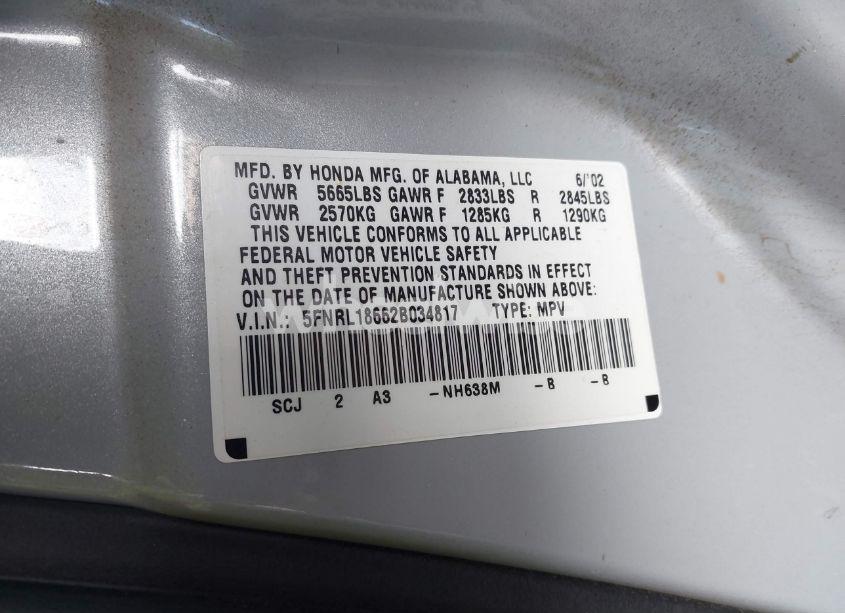 MFD. BY HONDA MFG. OF ALABAMA, LLC 6/'02
GVWR 5665LBS GAWR F 2833LBS R 2845LBS
GVWR 2570KG GAWR F 1285KG R 1290KG
THIS VEHICLE CONFORMS TO ALL APPLICABLE
FEDERAL MOTOR VEHICLE SAFETY
AND THEFT PREVENTION STANDARDS IN EFFECT
ON THE DATE OF MANUFACTURE SHOWN ABOVE:
V.I.N.: 5FNRL18662B034817 TYPE: MPV
SCJ 2 A3 -NH638M -B -B